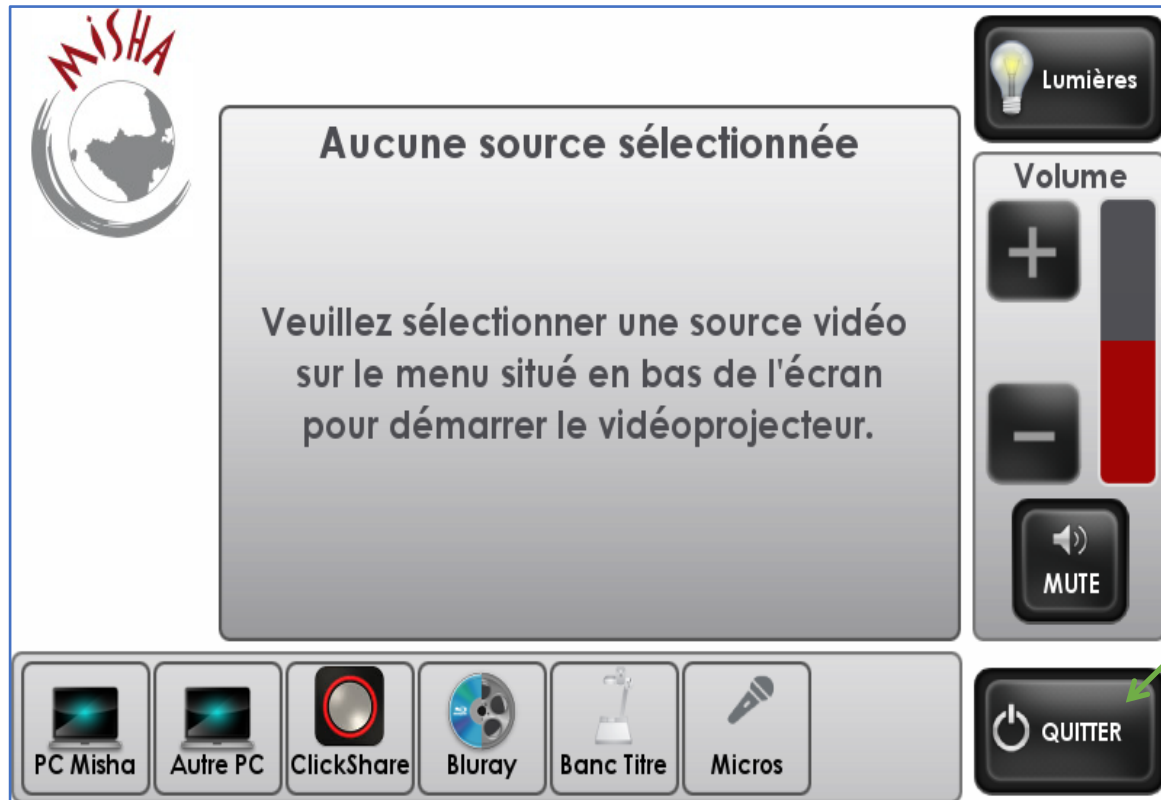 MiSHA
Lumières
Aucune source sélectionnée
Volume
+
Veuillez sélectionner une source vidéo
sur le menu situé en bas de l'écran
pour démarrer le vidéoprojecteur.
-
MUTE
PC Misha
Autre PC
ClickShare
Bluray
Banc Titre
Micros
QUITTER